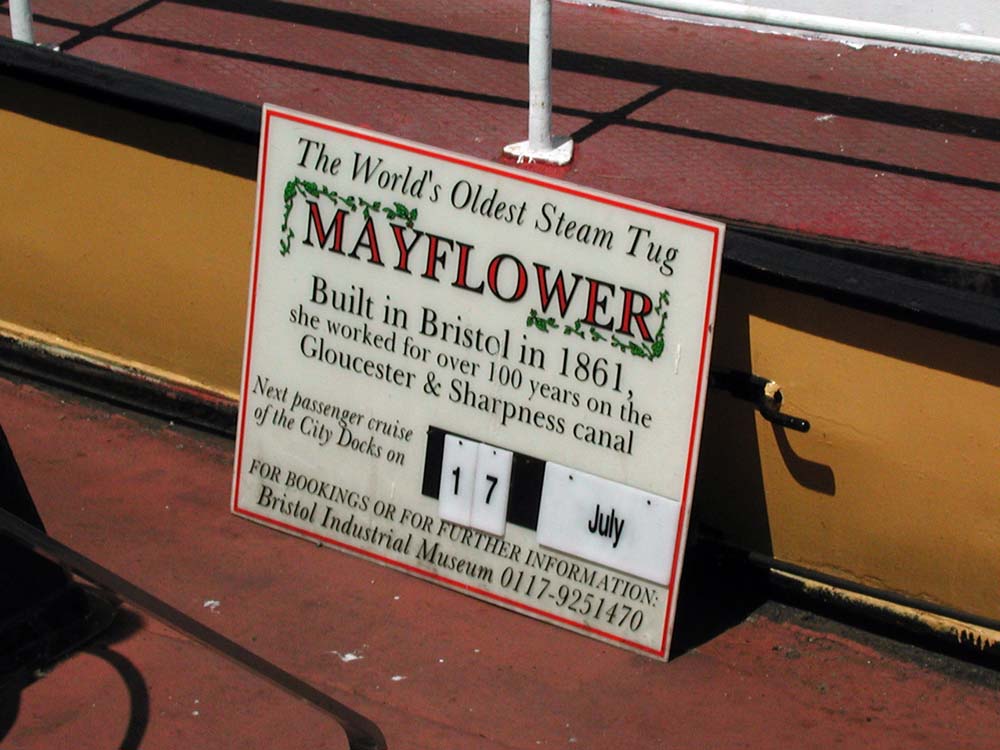 The World's Oldest Steam Tug
MAYFLOWER
Built in Bristol in 1861,
she worked for over 100 years on the
Gloucester & Sharpness canal
Next passenger cruise
of the City Docks on
17 July
FOR BOOKINGS OR FOR FURTHER INFORMATION:
Bristol Industrial Museum 0117-9251470